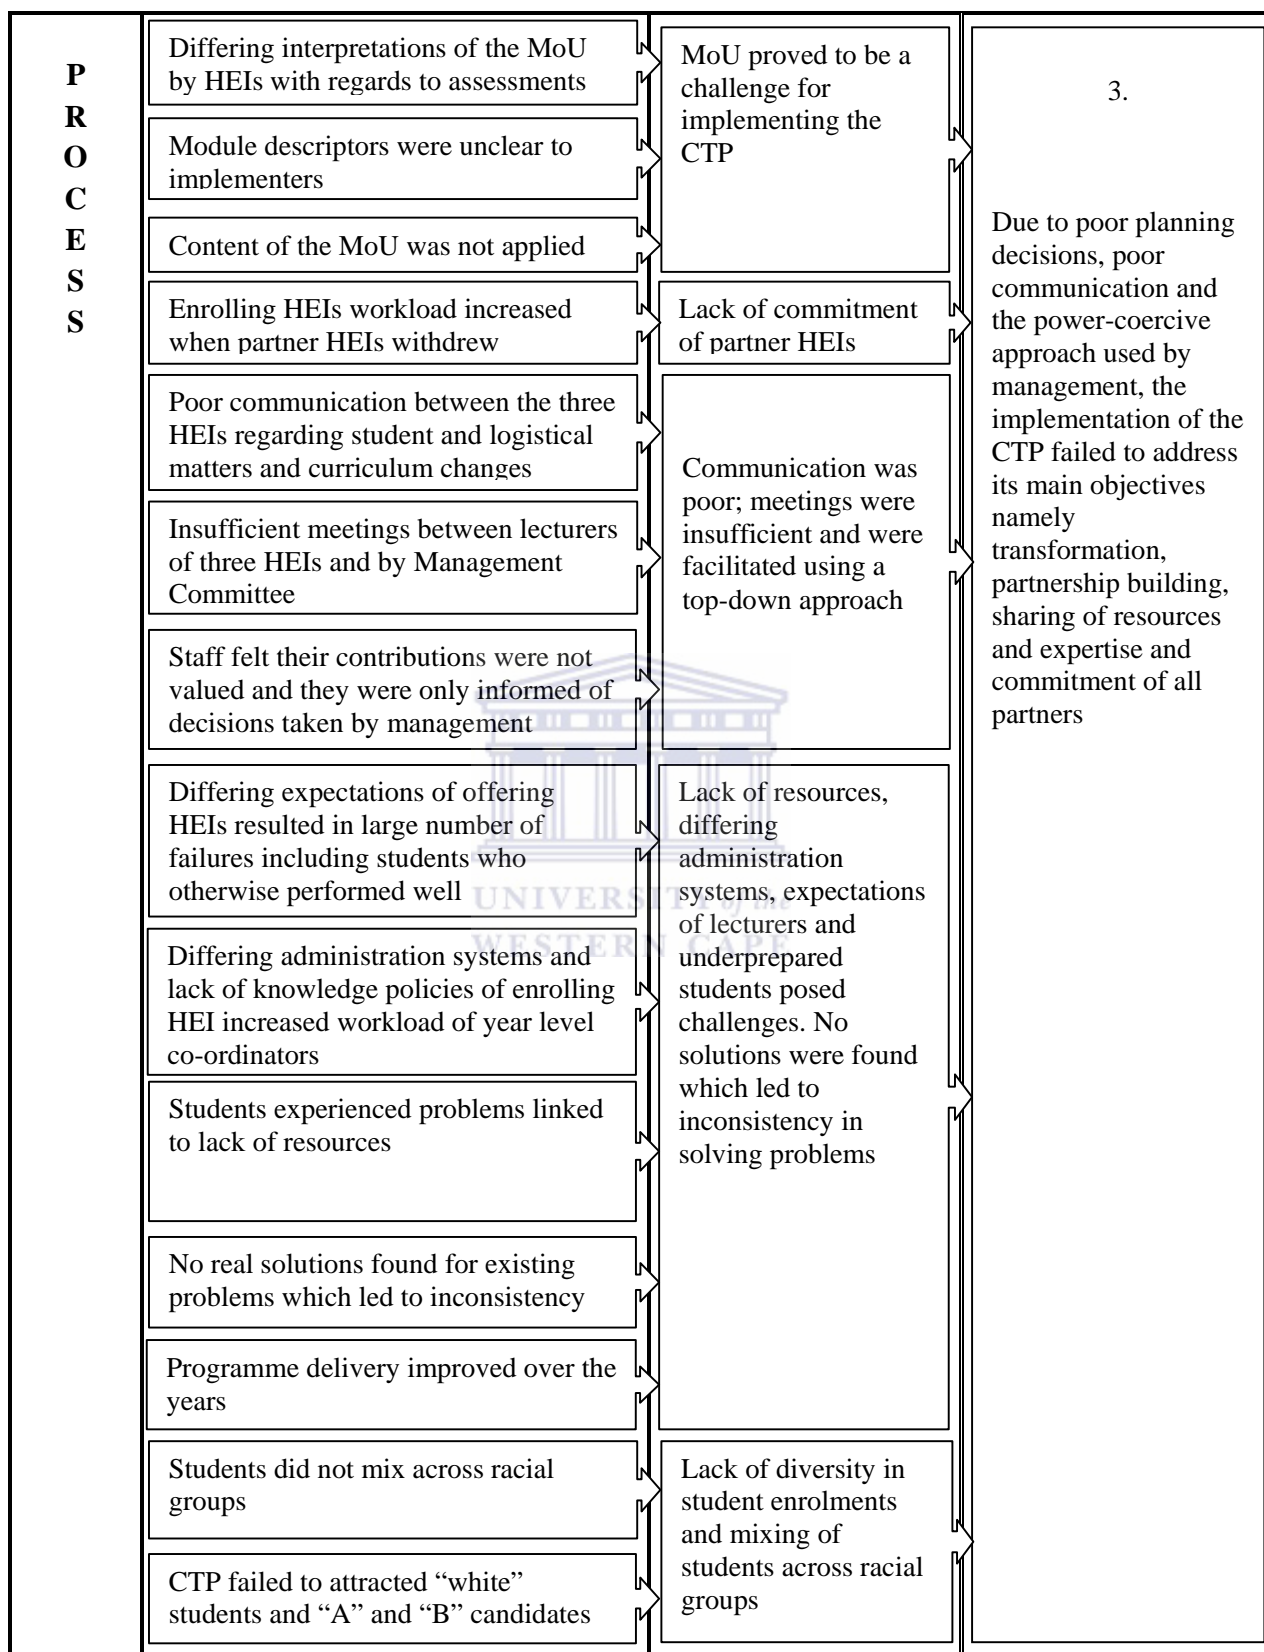 P
R
O
C
E
S
S
Differing interpretations of the MoU
by HEIs with regards to assessments
Module descriptors were unclear to
implementers
Content of the MoU was not applied
Enrolling HEIs workload increased
when partner HEIs withdrew
Poor communication between the three
HEIs regarding student and logistical
matters and curriculum changes
Insufficient meetings between lecturers
of three HEIs and by Management
Committee
Staff felt their contributions were not
valued and they were only informed of
decisions taken by management
Differing expectations of offering
HEIs resulted in large number of
failures including students who
otherwise performed well
Differing administration systems and
lack of knowledge policies of enrolling
HEI increased workload of year level
co-ordinators
Students experienced problems linked
to lack of resources
No real solutions found for existing
problems which led to inconsistency
Programme delivery improved over the
years
Students did not mix across racial
groups
CTP failed to attracted “white”
students and “A” and “B” candidates
MoU proved to be a
challenge for
implementing the
CTP
Lack of commitment
of partner HEIs
Communication was
poor; meetings were
insufficient and were
facilitated using a
top-down approach
Lack of resources,
differing
administration
systems, expectations
of lecturers and
underprepared
students posed
challenges. No
solutions were found
which led to
inconsistency in
solving problems
Lack of diversity in
student enrolments
and mixing of
students across racial
groups
3.
Due to poor planning
decisions, poor
communication and
the power-coercive
approach used by
management, the
implementation of the
CTP failed to address
its main objectives
namely
transformation,
partnership building,
sharing of resources
and expertise and
commitment of all
partners
UNIVERSITY of the
WESTERN CAPE